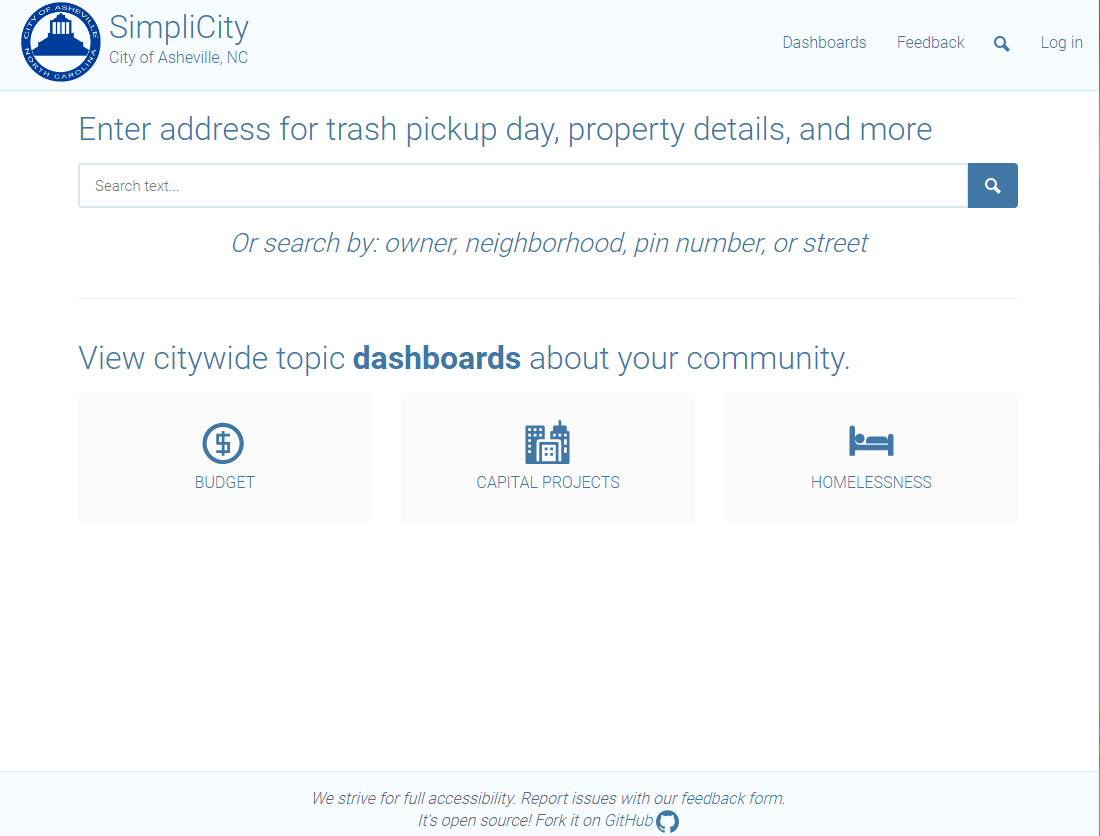 CITY OF ASHEVILLE
NORTH CAROLINA
SimpliCity
City of Asheville, NC
Dashboards
Feedback
Log in
Enter address for trash pickup day, property details, and more
Search text...
Or search by: owner, neighborhood, pin number, or street
View citywide topic dashboards about your community.
BUDGET
CAPITAL PROJECTS
HOMELESSNESS
We strive for full accessibility. Report issues with our feedback form.
It's open source! Fork it on GitHub